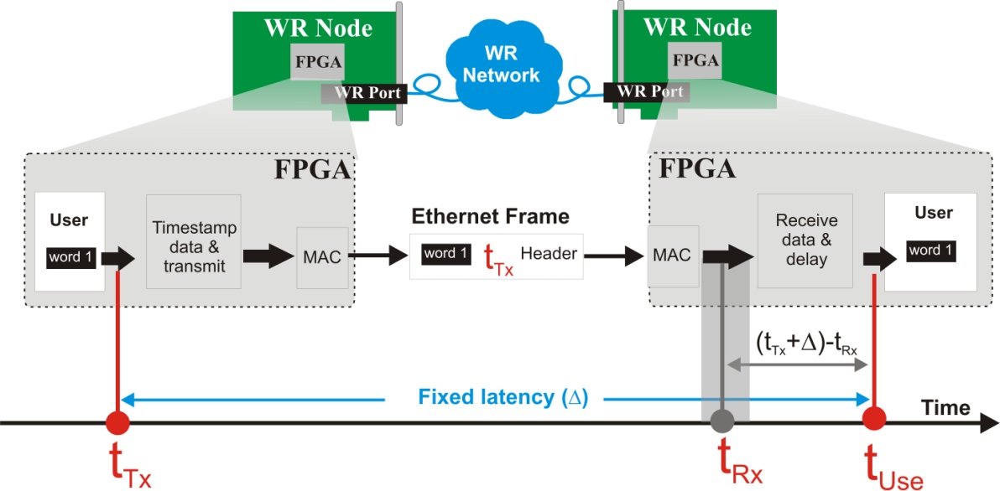 WR Node
FPGA
WR Port
WR
Network
WR Node
FPGA
WR Port
FPGA
User
word 1
Timestamp
data &
transmit
MAC
Ethernet Frame
word 1 tTx Header
FPGA
MAC
Receive
data &
delay
User
word 1
(tTx+Δ)-tRx
Fixed latency (Δ)
Time
tTx
tRx
tUse